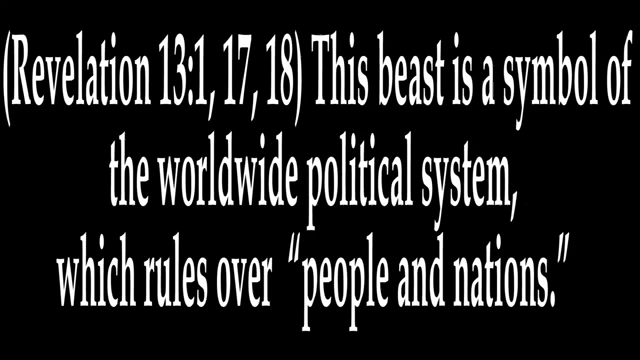 (Revelation 13:1, 17, 18) This beast is a symbol of
the worldwide political system,
which rules over “people and nations.”